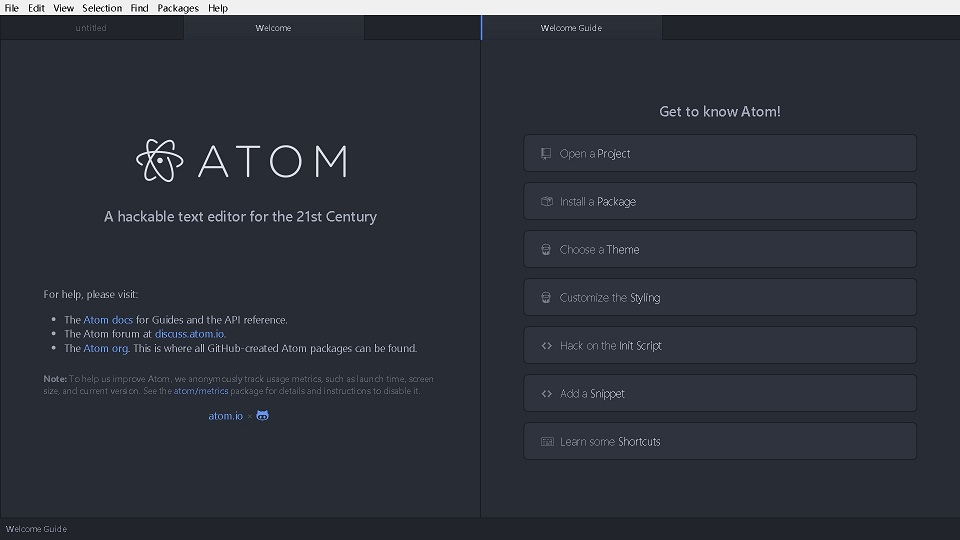 File Edit View Selection Find Packages Help
untitled
Welcome
Welcome Guide
ATOM
A hackable text editor for the 21st Century
For help, please visit:
• The Atom docs for Guides and the API reference.
• The Atom forum at discuss.atom.io.
• The Atom org. This is where all GitHub-created Atom packages can be found.
Note: To help us improve Atom, we anonymously track usage metrics, such as launch time, screen
size, and current version. See the atom/metrics package for details and instructions to disable it.
atom.io ×
Get to know Atom!
Open a Project
Install a Package
Choose a Theme
Customize the Styling
Hack on the Init Script
Add a Snippet
Learn some Shortcuts
Welcome Guide